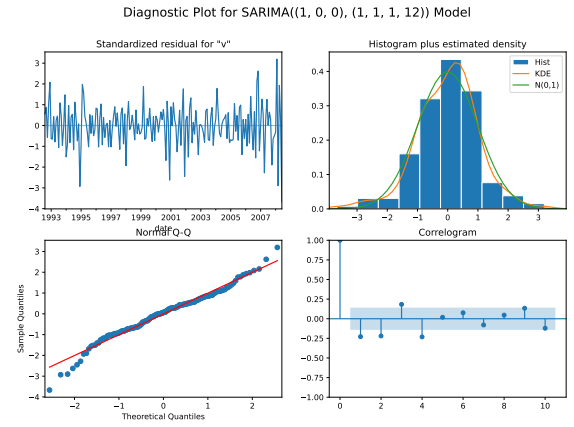 Diagnostic Plot for SARIMA((1, 0, 0), (1, 1, 1, 12)) Model
Standardized residual for "v"
3
2
1
0
−1
−2
−3
−4
1993 1995 1997 1999 2001 2003 2005 2007
date
Histogram plus estimated density
Hist
KDE
N(0,1)
0.4
0.3
0.2
0.1
0.0
−3 −2 −1 0 1 2 3
Normal Q-Q
Sample Quantiles
3
2
1
0
−1
−2
−3
−4
−2 −1 0 1 2
Theoretical Quantiles
Correlogram
1.00
0.75
0.50
0.25
0.00
−0.25
−0.50
−0.75
−1.00
0 2 4 6 8 10